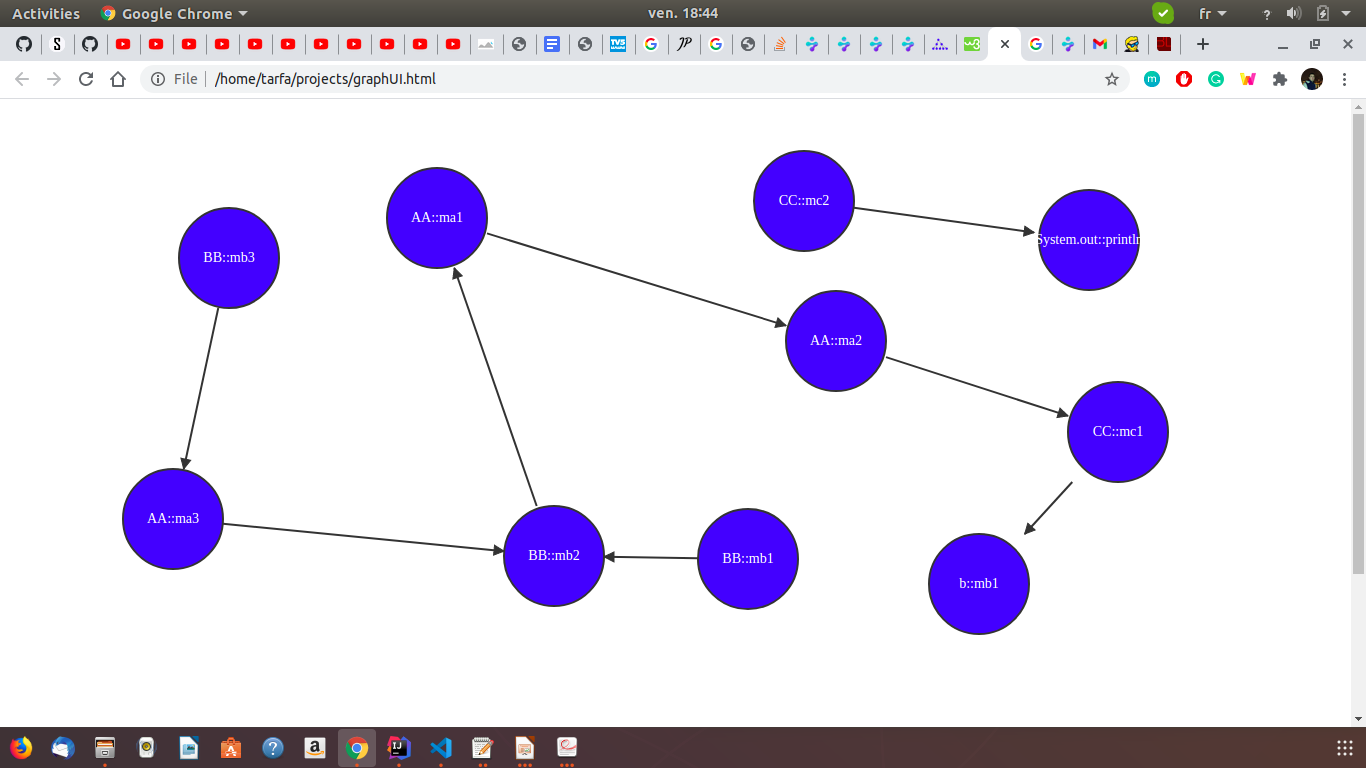 Activities
Google Chrome
ven. 18:44
fr
?
File
/home/tarfa/projects/graphUI.html
CC::mc2
AA::ma1
System.out::println
BB::mb3
AA::ma2
CC::mc1
AA::ma3
BB::mb2
BB::mb1
b::mb1